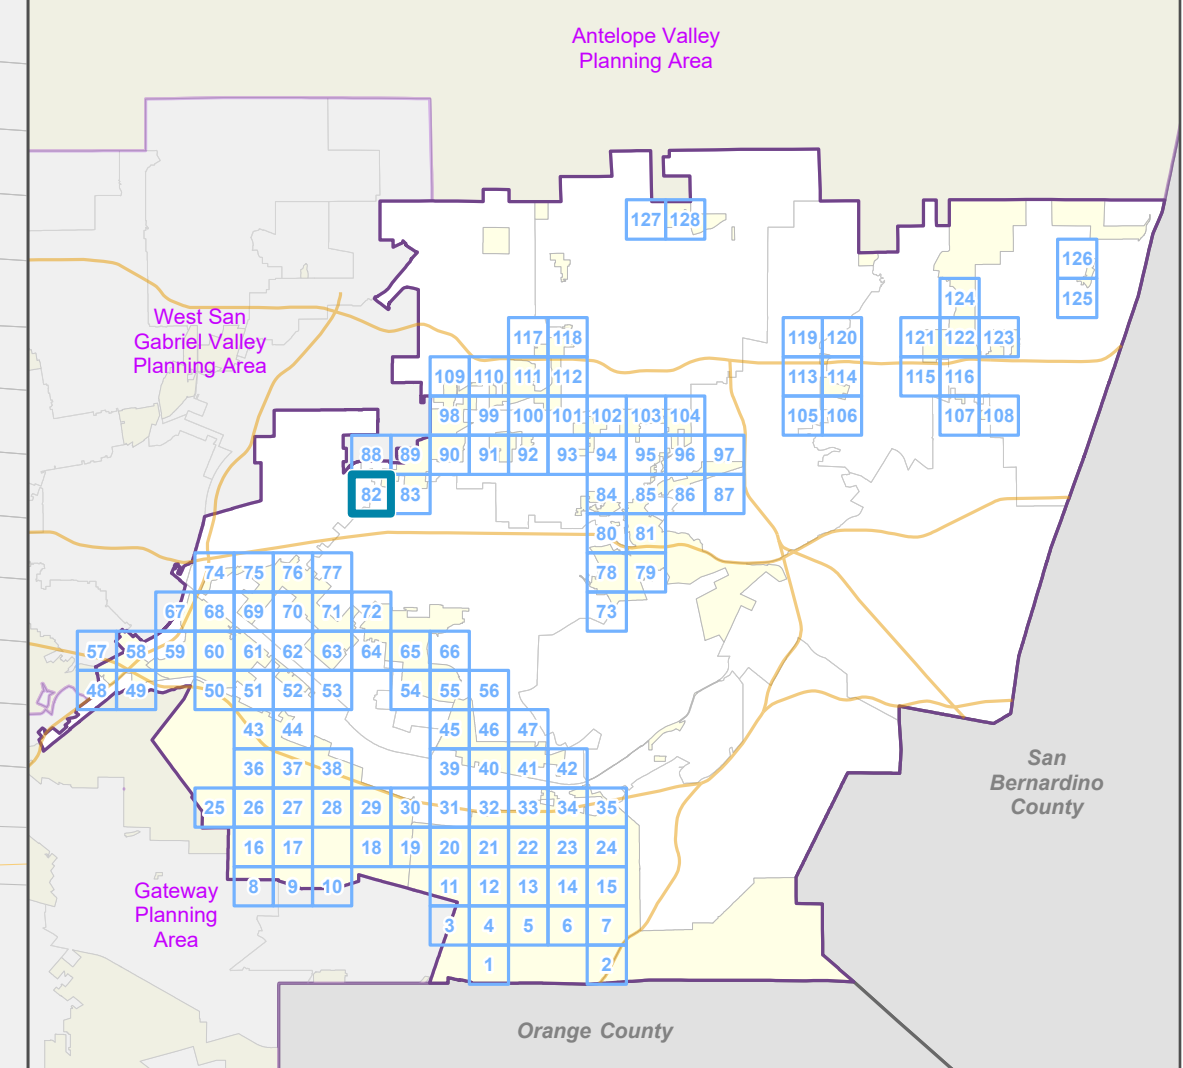 Antelope Valley
Planning Area
127 128
126
125
124
West San
Gabriel Valley
Planning Area
117 118
119 120
121 122 123
109 110 111 112
113 114
115 116
98 99 100 101 102 103 104
105 106
107 108
88 89 90 91 92 93 94 95 96 97
82 83
84 85 86 87
80 81
74 75 76 77
78 79
67 68 69 70 71 72
73
57 58 59 60 61 62 63 64 65 66
48 49 50 51 52 53 54 55 56
43 44
45 46 47
36 37 38
39 40 41 42
San
Bernardino
County
25 26 27 28 29 30 31 32 33 34 35
16 17 18 19 20 21 22 23 24
8 9 10 11 12 13 14 15
Gateway
Planning
Area
3 4 5 6 7
1 2
Orange County